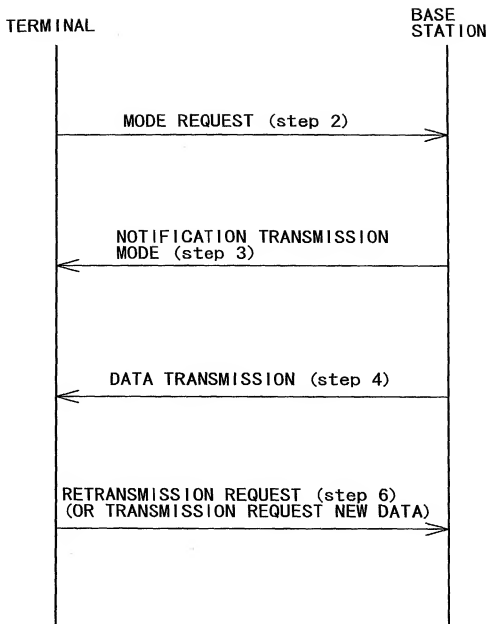 TERMINAL
BASE
STATION
MODE REQUEST (step 2)
NOTIFICATION TRANSMISSION
MODE (step 3)
DATA TRANSMISSION (step 4)
RETRANSMISSION REQUEST (step 6)
(OR TRANSMISSION REQUEST NEW DATA)